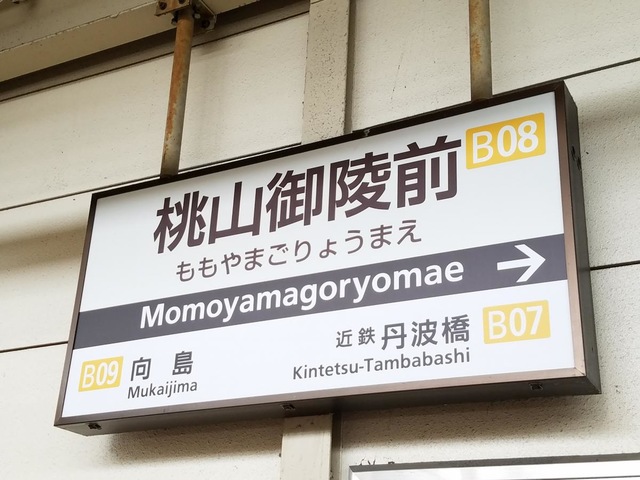 桃山御陵前 B08
ももやまごりょうまえ
Momoyamagoryomae
B09 向島 近鉄丹波橋 B07
Mukaijima Kintetsu-Tambabashi